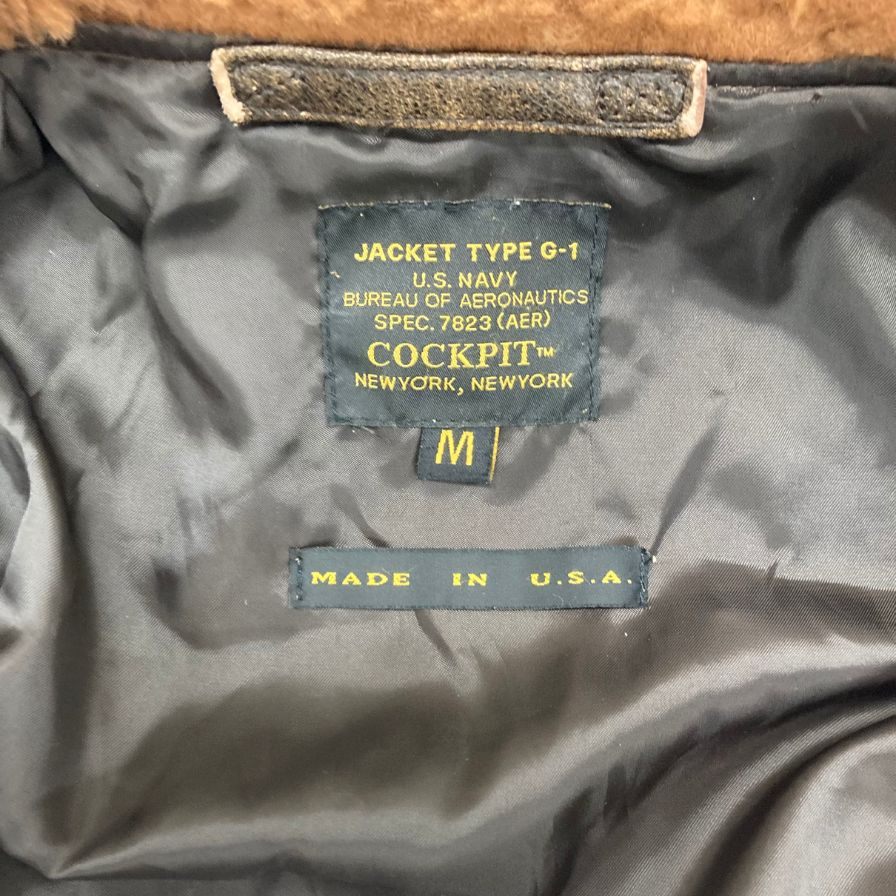 JACKET TYPE G-1
U.S. NAVY
BUREAU OF AERONAUTICS
SPEC. 7823 (AER)
COCKPIT™
NEWYORK, NEWYORK
M
MADE IN U.S.A.